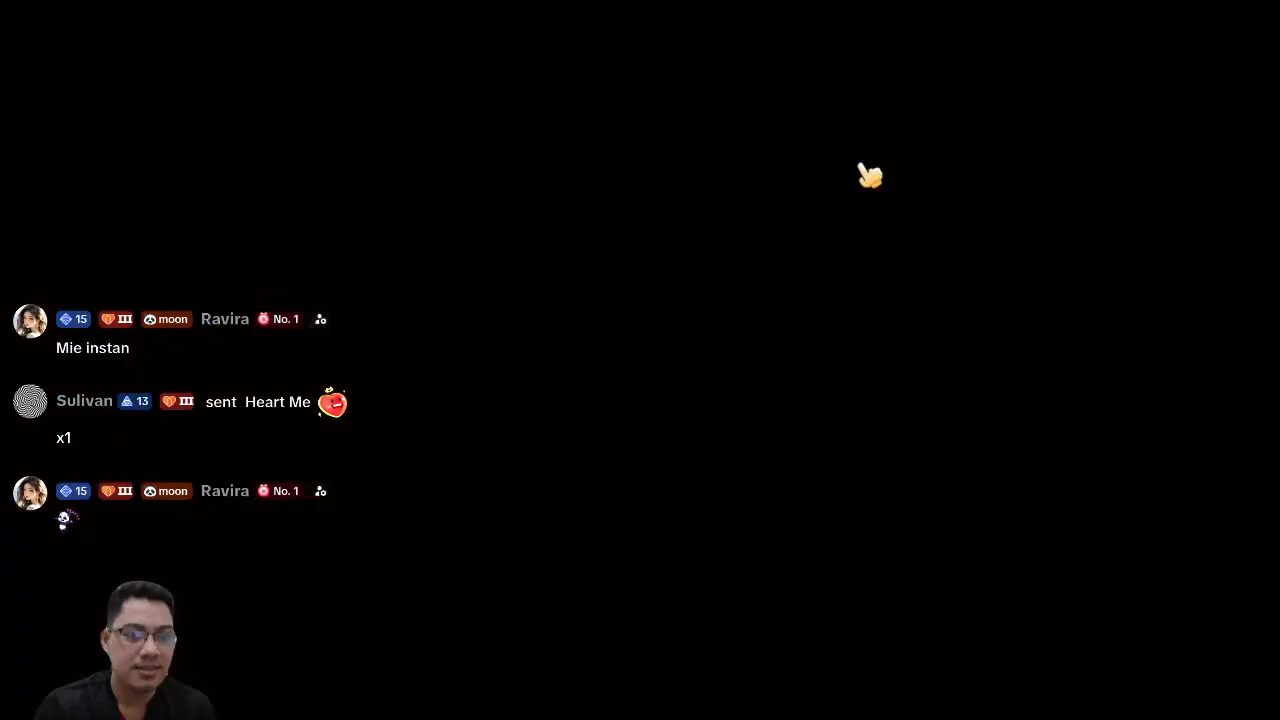 15 III moon Ravira No. 1
Mie instan
Sulivan 13 III sent Heart Me
x1
15 III moon Ravira No. 1